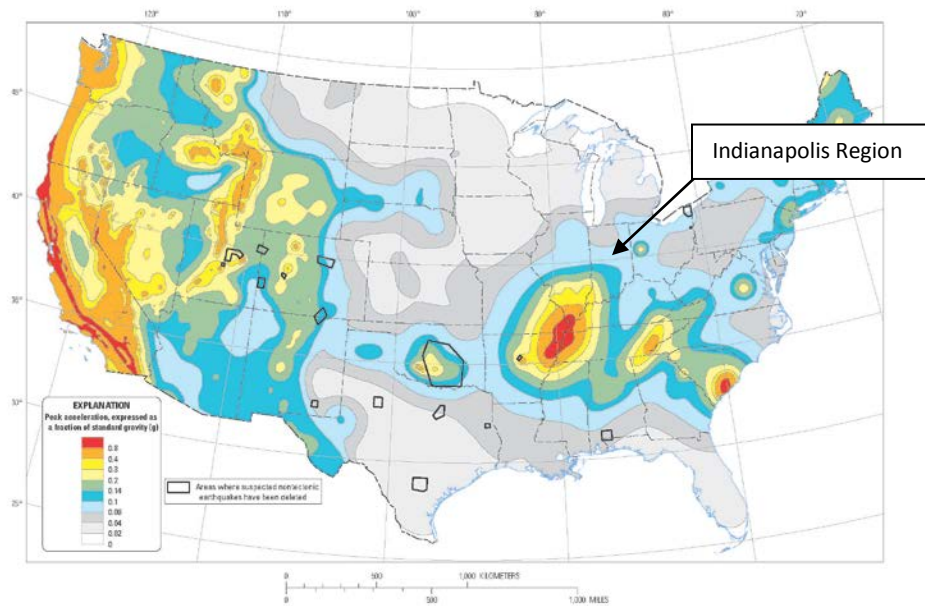 120°
110°
100°
90°
80°
70°
45°
40°
35°
30°
25°
Indianapolis Region
EXPLANATION
Peak acceleration, expressed as
a fraction of standard gravity (g)
0.8
0.4
0.3
0.2
0.14
0.1
0.06
0.04
0.02
0
Areas where suspected nontectonic
earthquakes have been deleted
0 500 1,000 KILOMETERS
0 500 1,000 MILES